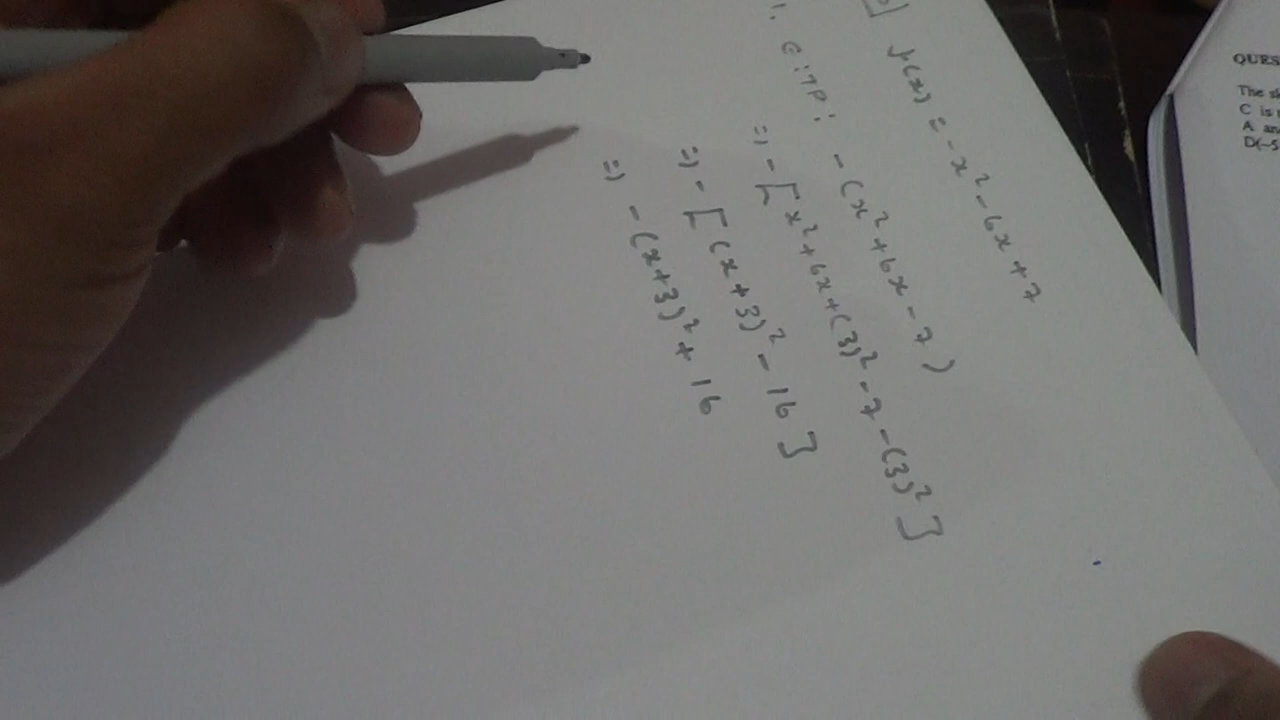 f(x) = -x² - 6x + 7
1.
-(x² + 6x - 7)
=) -[x² + 6x + (3)² - 7 - (3)²]
=) -[(x+3)² - 16]
=) -(x+3)² + 16
QUES
The
C is
A an
D(-5